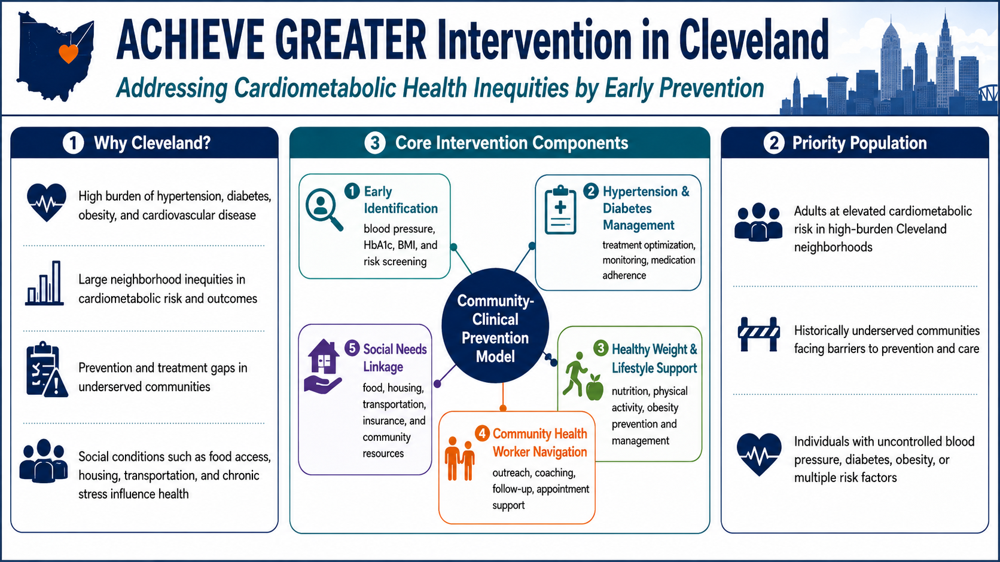 ACHIEVE GREATER Intervention in Cleveland
Addressing Cardiometabolic Health Inequities by Early Prevention
1 Why Cleveland?
High burden of hypertension, diabetes,
obesity, and cardiovascular disease
Large neighborhood inequities in
cardiometabolic risk and outcomes
Prevention and treatment gaps in
underserved communities
Social conditions such as food access,
housing, transportation, and chronic
stress influence health
3 Core Intervention Components
1 Early
Identification
blood pressure,
HbA1c, BMI, and
risk screening
2 Hypertension &
Diabetes
Management
treatment optimization,
monitoring, medication
adherence
Community-
Clinical
Prevention
Model
5 Social Needs
Linkage
food, housing,
transportation,
insurance, and
community
resources
3 Healthy Weight &
Lifestyle Support
nutrition, physical
activity, obesity
prevention and
management
4 Community Health
Worker Navigation
outreach, coaching,
follow-up, appointment
support
2 Priority Population
Adults at elevated cardiometabolic
risk in high-burden Cleveland
neighborhoods
Historically underserved communities
facing barriers to prevention and care
Individuals with uncontrolled blood
pressure, diabetes, obesity, or
multiple risk factors